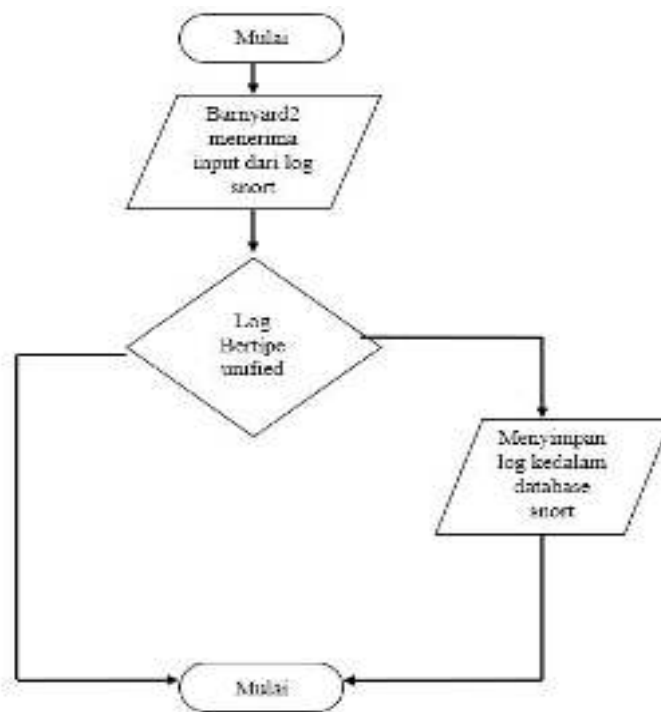 Mulai
Barnyard2
menerima
input dari log
snort
Log
Bertipe
unified
Menyimpan
log kedalam
database
snort
Mulai